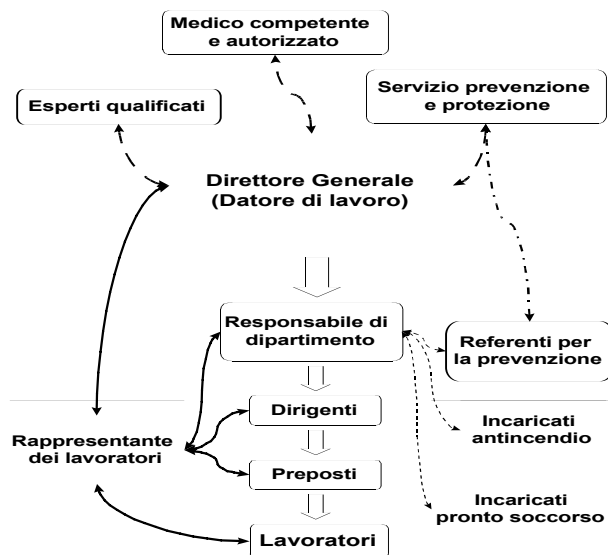 Medico competente
e autorizzato
Esperti qualificati
Servizio prevenzione
e protezione
Direttore Generale
(Datore di lavoro)
Responsabile di
dipartimento
Referenti per
la prevenzione
Dirigenti
Incaricati
antincendio
Rappresentante
dei lavoratori
Preposti
Incaricati
pronto soccorso
Lavoratori